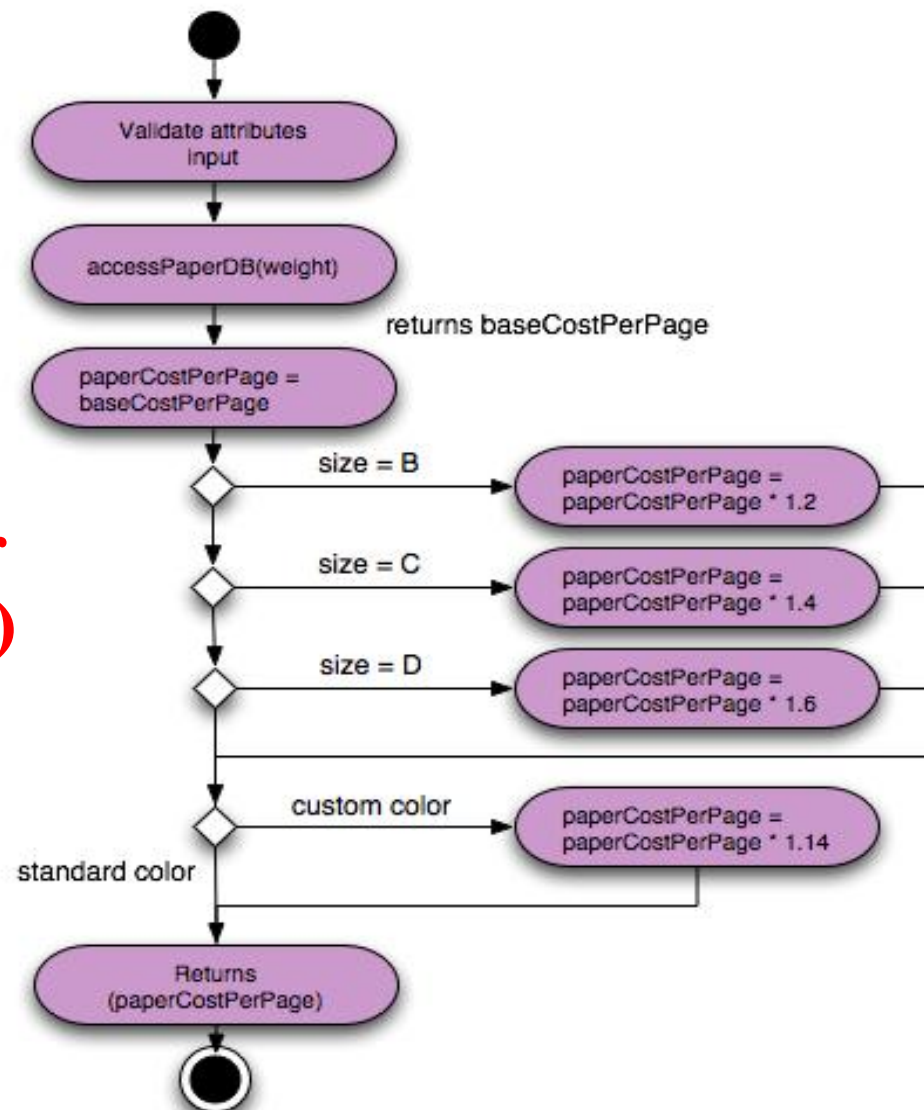 Validate attributes
input
accessPaperDB(weight)
returns baseCostPerPage
paperCostPerPage =
baseCostPerPage
size = B
paperCostPerPage =
paperCostPerPage * 1.2
size = C
paperCostPerPage =
paperCostPerPage * 1.4
size = D
paperCostPerPage =
paperCostPerPage * 1.6
custom color
paperCostPerPage =
paperCostPerPage * 1.14
standard color
Returns
(paperCostPerPage)